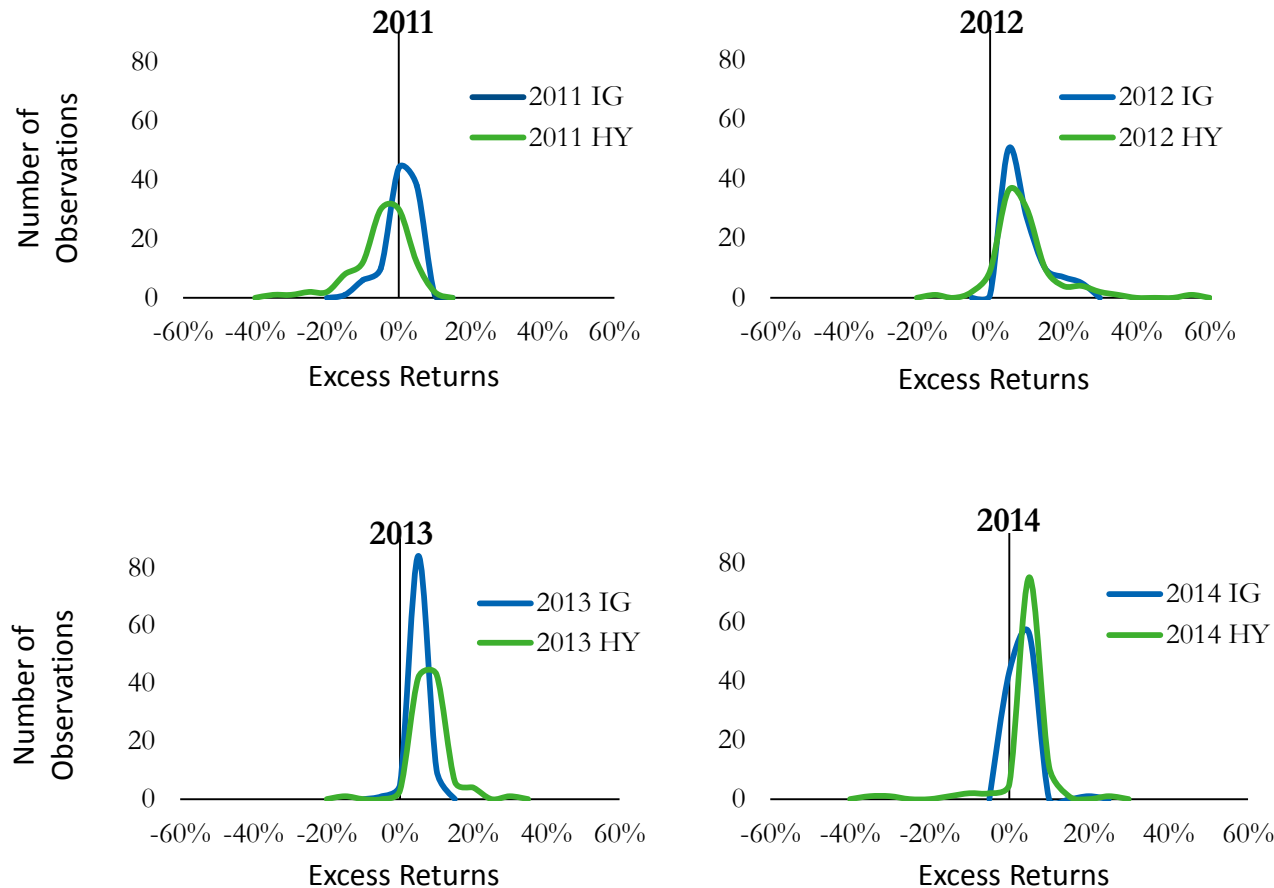 2011
80
60
40
20
0
Number of
Observations
2011 IG
2011 HY
-60% -40% -20% 0% 20% 40% 60%
Excess Returns
2012
80
60
40
20
0
2012 IG
2012 HY
-60% -40% -20% 0% 20% 40% 60%
Excess Returns
2013
80
60
40
20
0
Number of
Observations
2013 IG
2013 HY
-60% -40% -20% 0% 20% 40% 60%
Excess Returns
2014
80
60
40
20
0
2014 IG
2014 HY
-60% -40% -20% 0% 20% 40% 60%
Excess Returns